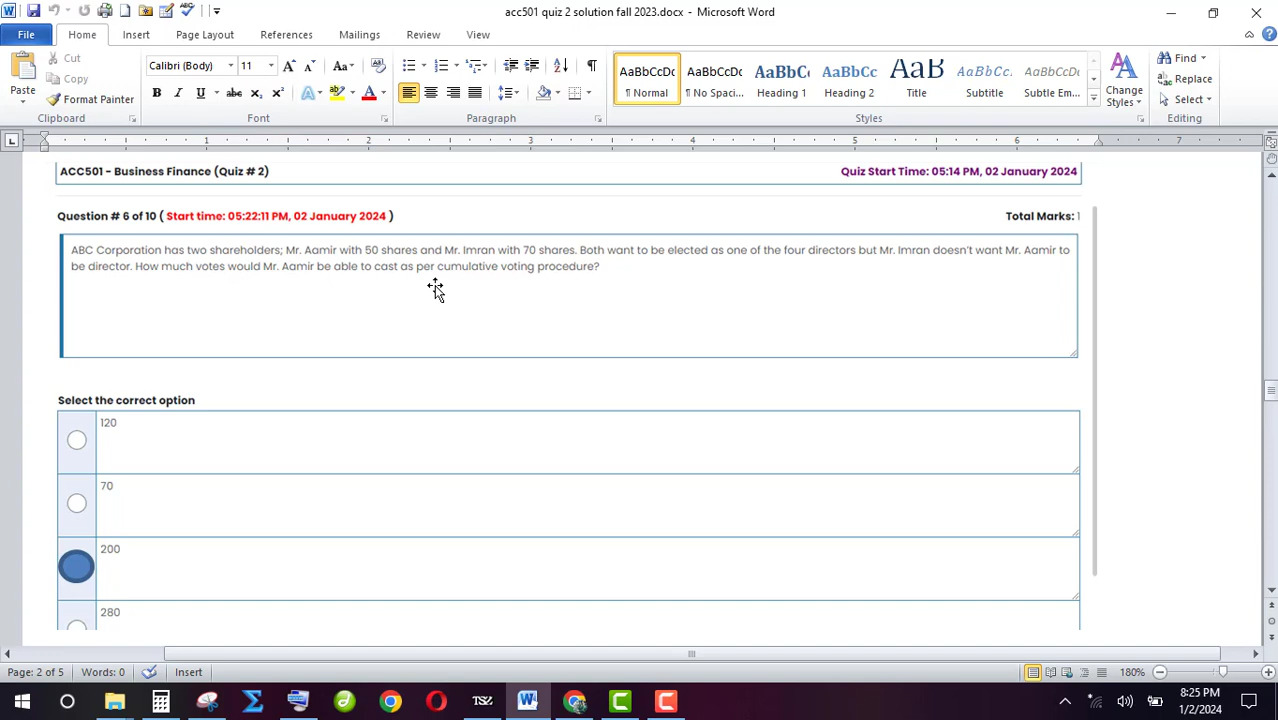 acc501 quiz 2 solution fall 2023.docx - Microsoft Word
File Home Insert Page Layout References Mailings Review View
Paste Cut Copy Format Painter
Calibri (Body) 11
AaBbCcDc AaBbCcDc AaBbC AaBbCc AaB AaBbCc. AaBbCcDc
¶ Normal ¶ No Spaci... Heading 1 Heading 2 Title Subtitle Subtle Em...
Change Styles
Find Replace Select
Clipboard Font Paragraph Styles Editing
1 2 3 4 5 6 7
ACC501 - Business Finance (Quiz # 2) Quiz Start Time: 05:14 PM, 02 January 2024
Question # 6 of 10 ( Start time: 05:22:11 PM, 02 January 2024 ) Total Marks: 1
ABC Corporation has two shareholders; Mr. Aamir with 50 shares and Mr. Imran with 70 shares. Both want to be elected as one of the four directors but Mr. Imran doesn't want Mr. Aamir to
be director. How much votes would Mr. Aamir be able to cast as per cumulative voting procedure?
Select the correct option
120
70
200
280
Page: 2 of 5 Words: 0 Insert 180%
TSZ
8:25 PM
1/2/2024